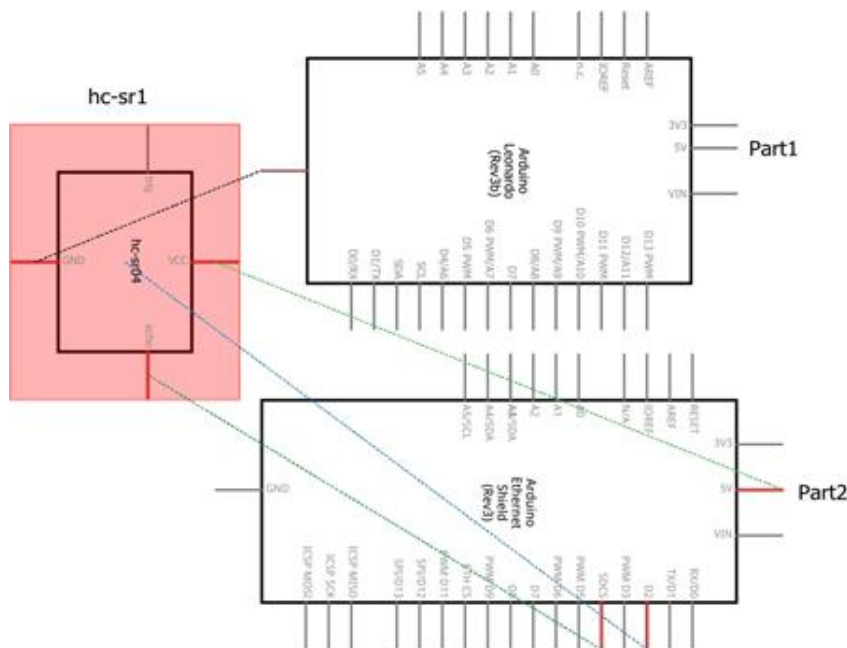 hc-sr1
trig
GND
hc-sr04
VCC
echo
A5
A4
A3
A2
A1
A0
n.c.
IOREF
Reset
AREF
3V3
5V
VIN
Part1
Arduino
Leonardo
(Rev3b)
D0/RX
D1/TX
SDA
SCL
D4/A6
D5 PWM
D6 PWM/A7
D7
D8/A8
D9 PWM/A9
D10 PWM/A10
D11 PWM
D12/A11
D13 PWM
A5/SCL
A4/SDA
A2
A1
A0
N/A
IOREF
AREF
RESET
3V3
5V
VIN
Part2
GND
Arduino
Ethernet
Shield
(Rev3)
ICSP MOSI
ICSP SCK
ICSP MISO
SPI/D13
SPI/D12
PWM D11
ETH CS
PWM/D9
D8
D7
PWM/D6
PWM D5
SDCS
PWM D3
D2
TX/D1
RX/D0